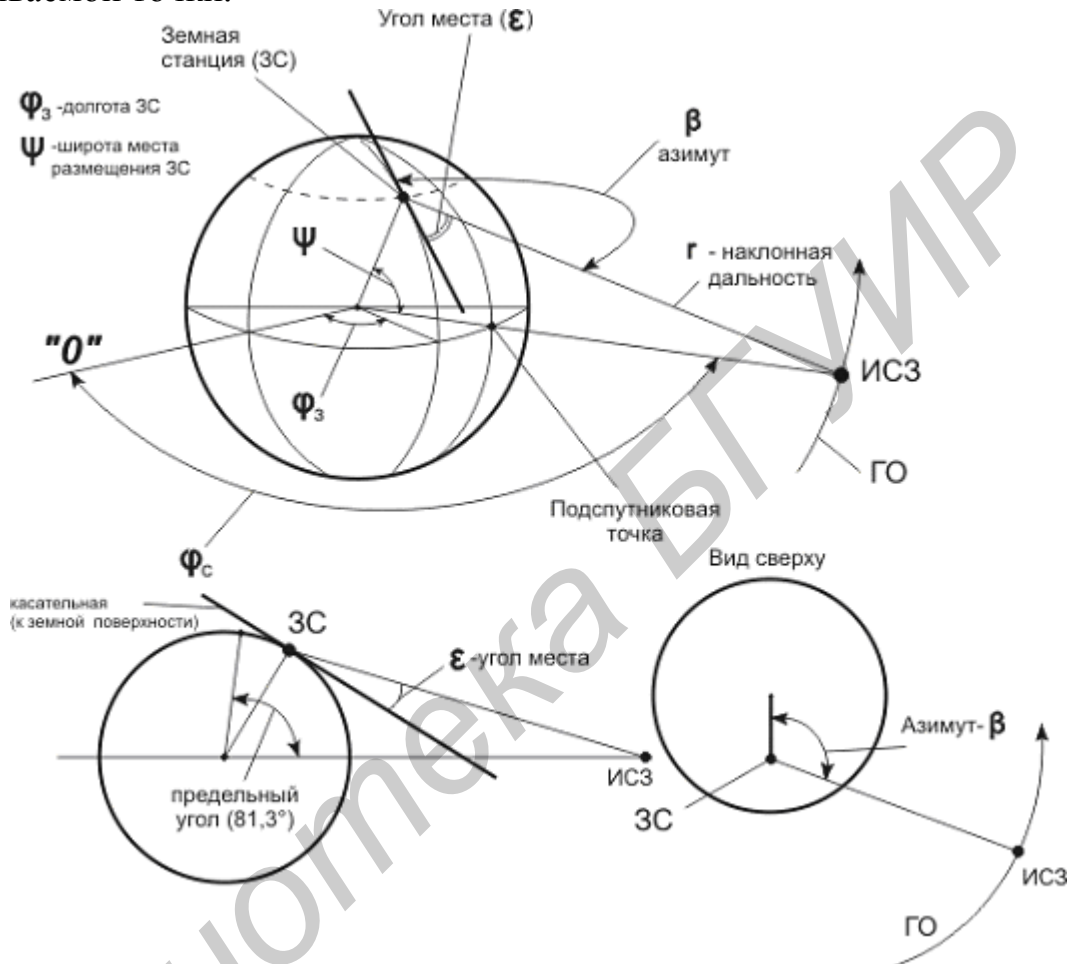 Угол места (ε)
Земная
станция (ЗС)
φз -долгота ЗС
ψ -широта места
размещения ЗС
β
азимут
ψ
r - наклонная
дальность
"0"
φз
ИСЗ
ГО
Подспутниковая
точка
φс
Вид сверху
касательная
(к земной поверхности)
ЗС
ε -угол места
Азимут- β
ИСЗ
предельный
угол (81,3°)
ЗС
ИСЗ
ГО
БГУИР